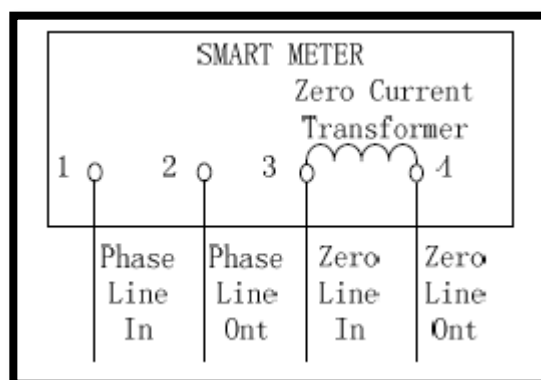 SMART METER
Zero Current
Transformer
1 2 3 4
Phase Phase Zero Zero
Line Line Line Line
In Ont In Ont